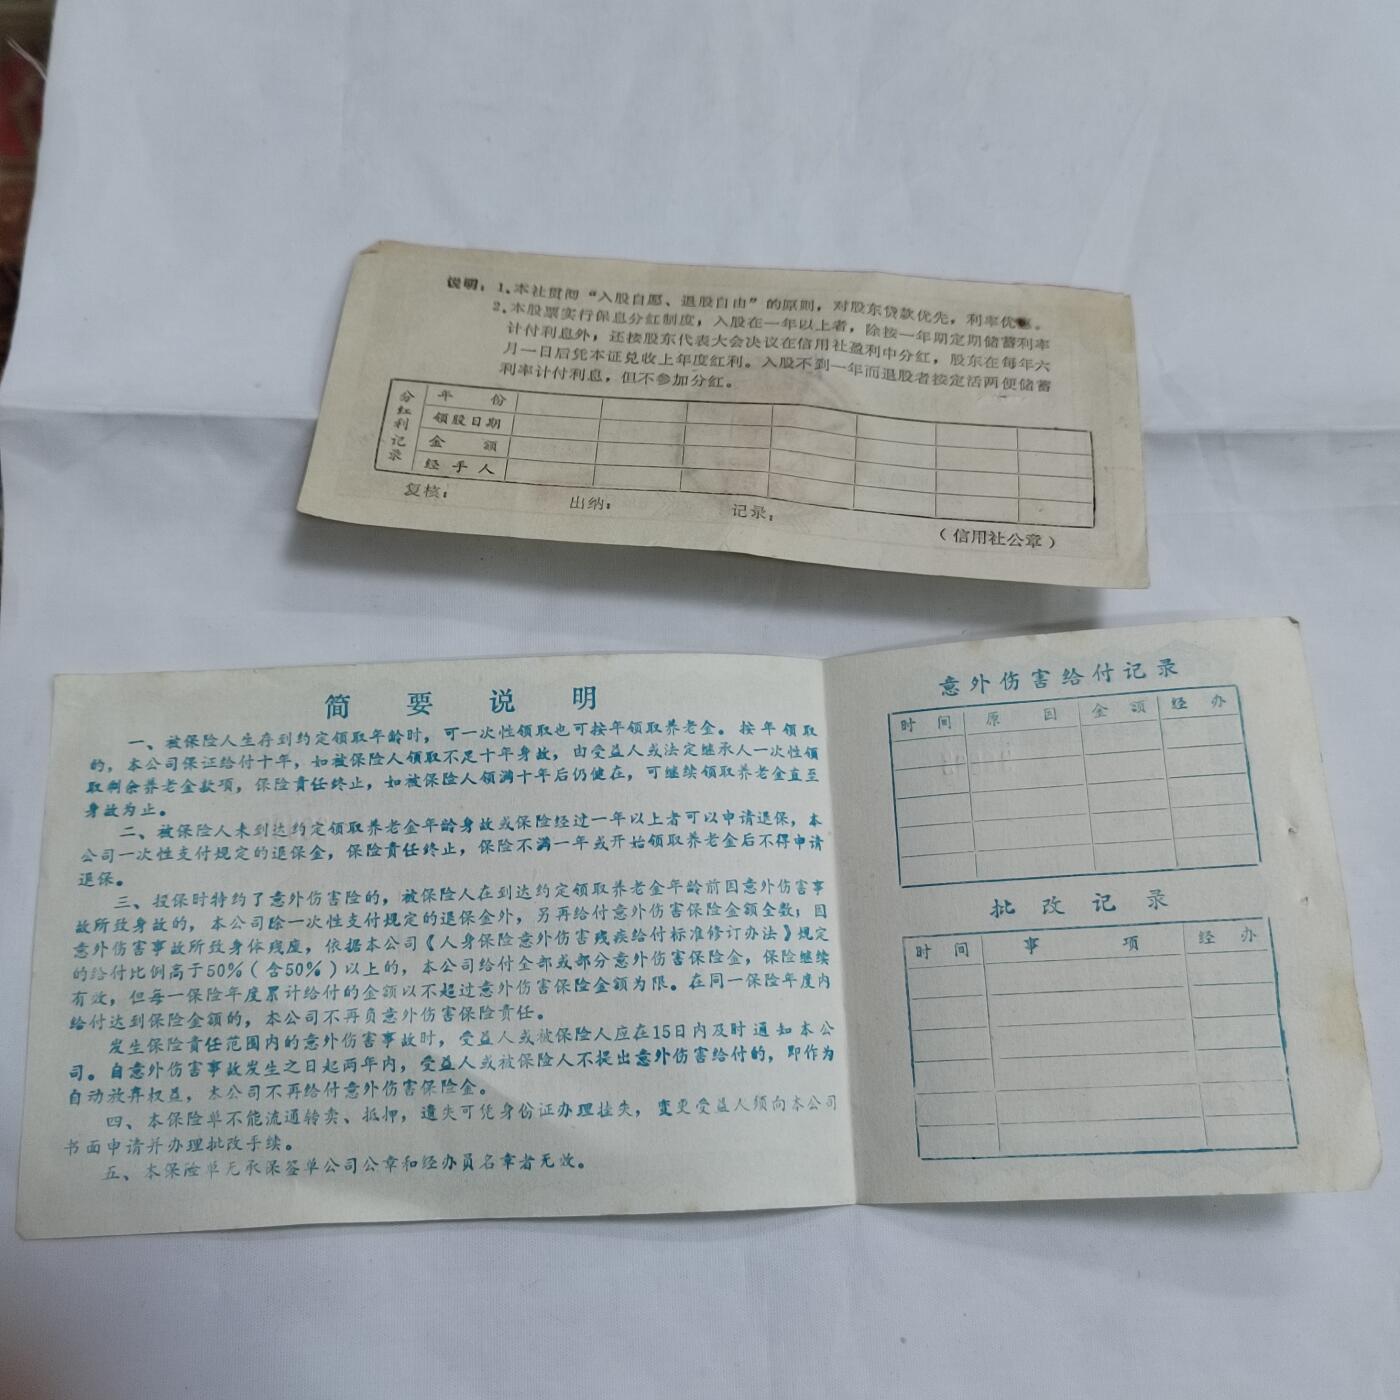 说明：1、本社贯彻“入股自愿、退股自由”的原则，对股东贷款优先，利率优惠。
2、本股票实行保息分红制度，入股在一年以上者，除按一年期定期储蓄利率
计付利息外，还按股东代表大会决议在信用社盈利中分红，股东在每年六
月一日后凭本证兑收上年度红利。入股不到一年而退股者按定活两便储蓄
利率计付利息，但不参加分红。
分红利记录
年份
领股日期
金额
经手人
复核： 出纳： 记录：
（信用社公章）
简要说明
一、被保险人生存到约定领取年龄时，可一次性领取也可按年领取养老金。按年领取
的，本公司保证给付十年，如被保险人领取不足十年身故，由受益人或法定继承人一次性领
取剩余养老金款项，保险责任终止，如被保险人领满十年后仍健在，可继续领取养老金直至
身故为止。
二、被保险人未到达约定领取养老金年龄身故或保险经过一年以上者可以申请退保，本
公司一次性支付规定的退保金，保险责任终止，保险不满一年或开始领取养老金后不得申请
退保。
三、投保时特约了意外伤害险的，被保险人在到达约定领取养老金年龄前因意外伤害事
故所致身故的，本公司除一次性支付规定的退保金外，另再给付意外伤害保险金额全数；因
意外伤害事故所致身体残废，依据本公司《人身保险意外伤害残疾给付标准修订办法》规定
的给付比例高于50%（含50%）以上的，本公司给付全部或部分意外伤害保险金，保险继续
有效，但每一保险年度累计给付的金额以不超过意外伤害保险金额为限。在同一保险年度内
给付达到保险金额的，本公司不再负意外伤害保险责任。
发生保险责任范围内的意外伤害事故时，受益人或被保险人应在15日内及时通知本公
司。自意外伤害事故发生之日起两年内，受益人或被保险人不提出意外伤害给付的，即作为
自动放弃权益，本公司不再给付意外伤害保险金。
四、本保险单不能流通转卖、抵押，遗失可凭身份证办理挂失，变更受益人须向本公司
书面申请并办理批改手续。
五、本保险单无承保签单公司公章和经办员名章者无效。
意外伤害给付记录
时间 原因 金额 经办
批改记录
时间 事项 经办